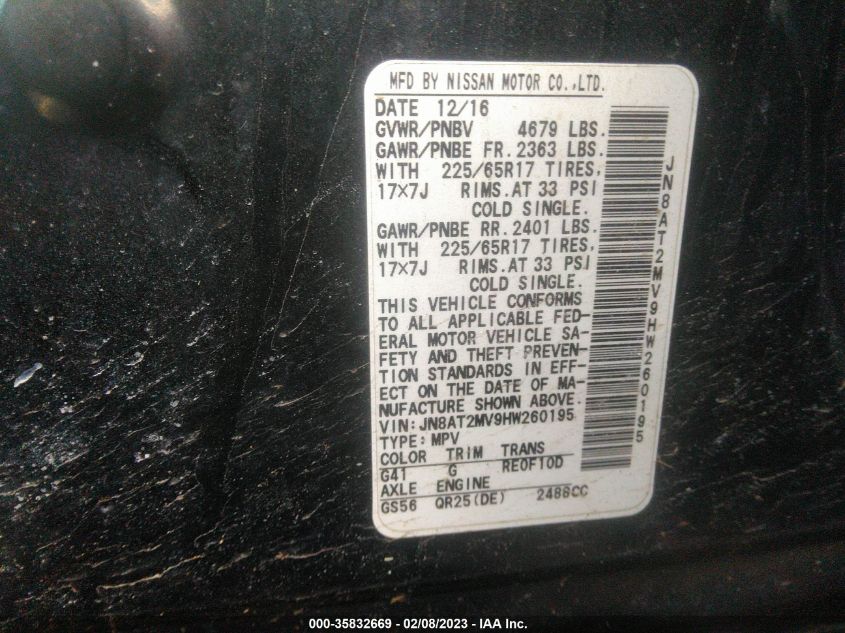 MFD BY NISSAN MOTOR CO.,LTD.
DATE 12/16
GVWR/PNBV 4679 LBS.
GAWR/PNBE FR. 2363 LBS.
WITH 225/65R17 TIRES,
17×7J RIMS. AT 33 PSI
COLD SINGLE.
GAWR/PNBE RR. 2401 LBS.
WITH 225/65R17 TIRES,
17×7J RIMS. AT 33 PSI
COLD SINGLE.
THIS VEHICLE CONFORMS
TO ALL APPLICABLE FED-
ERAL MOTOR VEHICLE SA-
FETY AND THEFT PREVEN-
TION STANDARDS IN EFF-
ECT ON THE DATE OF MA-
NUFACTURE SHOWN ABOVE.
VIN: JN8AT2MV9HW260195
TYPE: MPV
COLOR TRIM TRANS
G41 G RE0F10D
AXLE ENGINE
GS56 QR25(DE) 2488CC
JN8AT2MV9HW260195
000-35832669 - 02/08/2023 - IAA Inc.